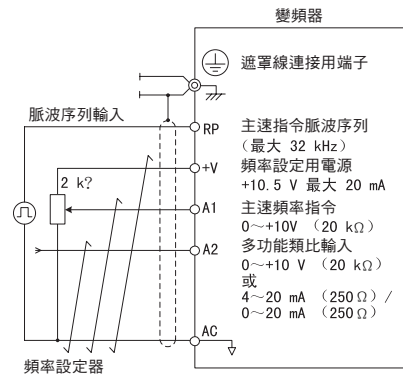 變頻器
遮罩線連接用端子
脈波序列輸入
RP
主速指令脈波序列
（最大 32 kHz）
+V
頻率設定用電源
+10.5 V 最大 20 mA
2 k?
A1
主速頻率指令
0～+10V （20 kΩ）
A2
多功能類比輸入
0～+10 V （20 kΩ）
或
4～20 mA （250Ω）/
0～20 mA （250Ω）
AC
頻率設定器